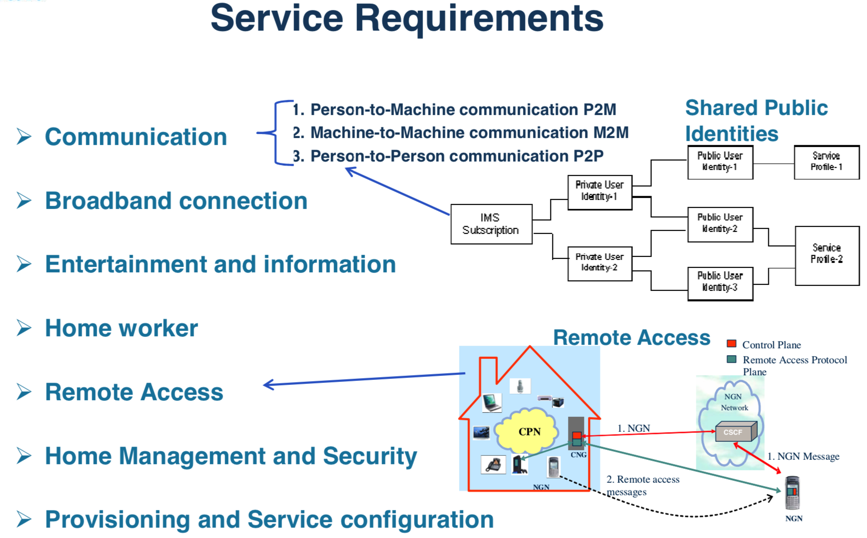 Service Requirements
➢ Communication
1. Person-to-Machine communication P2M
2. Machine-to-Machine communication M2M
3. Person-to-Person communication P2P
➢ Broadband connection
➢ Entertainment and information
➢ Home worker
➢ Remote Access
➢ Home Management and Security
➢ Provisioning and Service configuration
Shared Public
Identities
IMS
Subscription
Private User
Identity-1
Private User
Identity-2
Public User
Identity-1
Public User
Identity-2
Public User
Identity-3
Service
Profile-1
Service
Profile-2
Remote Access
Control Plane
Remote Access Protocol
Plane
CPN
CNG
NGN
1. NGN
2. Remote access
messages
NGN
Network
CSCF
1. NGN Message
NGN